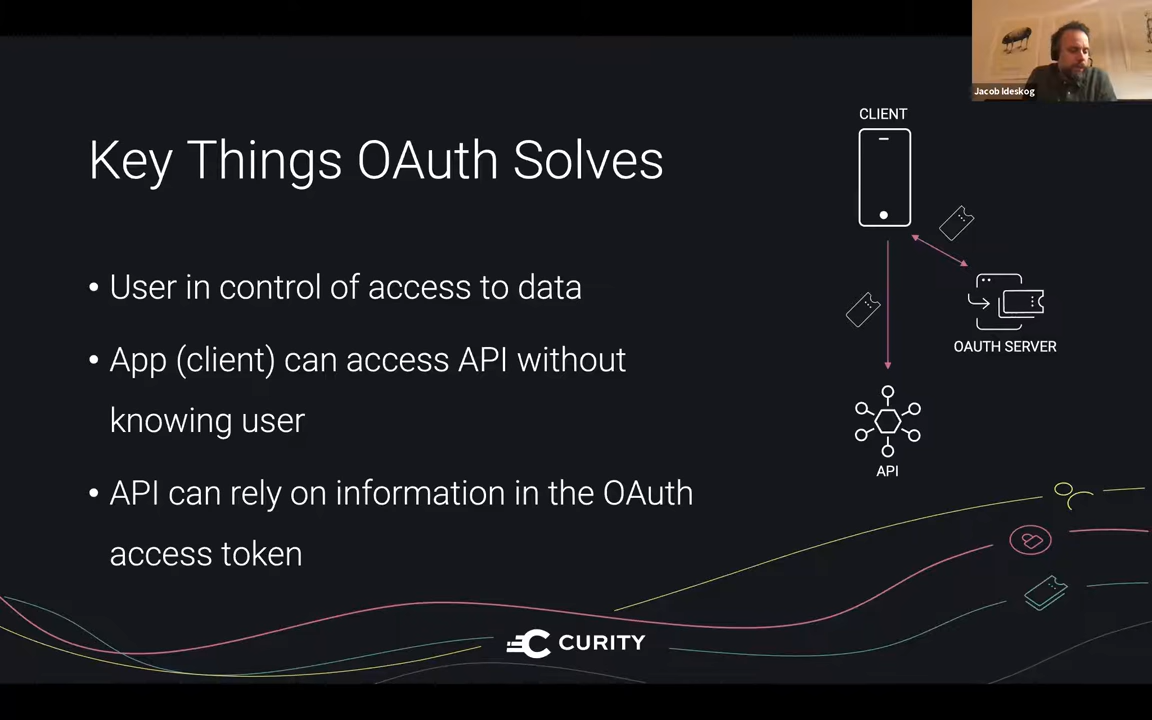 Jacob Ideskog
Key Things OAuth Solves
• User in control of access to data
• App (client) can access API without
knowing user
• API can rely on information in the OAuth
access token
CLIENT
OAUTH SERVER
API
CURITY